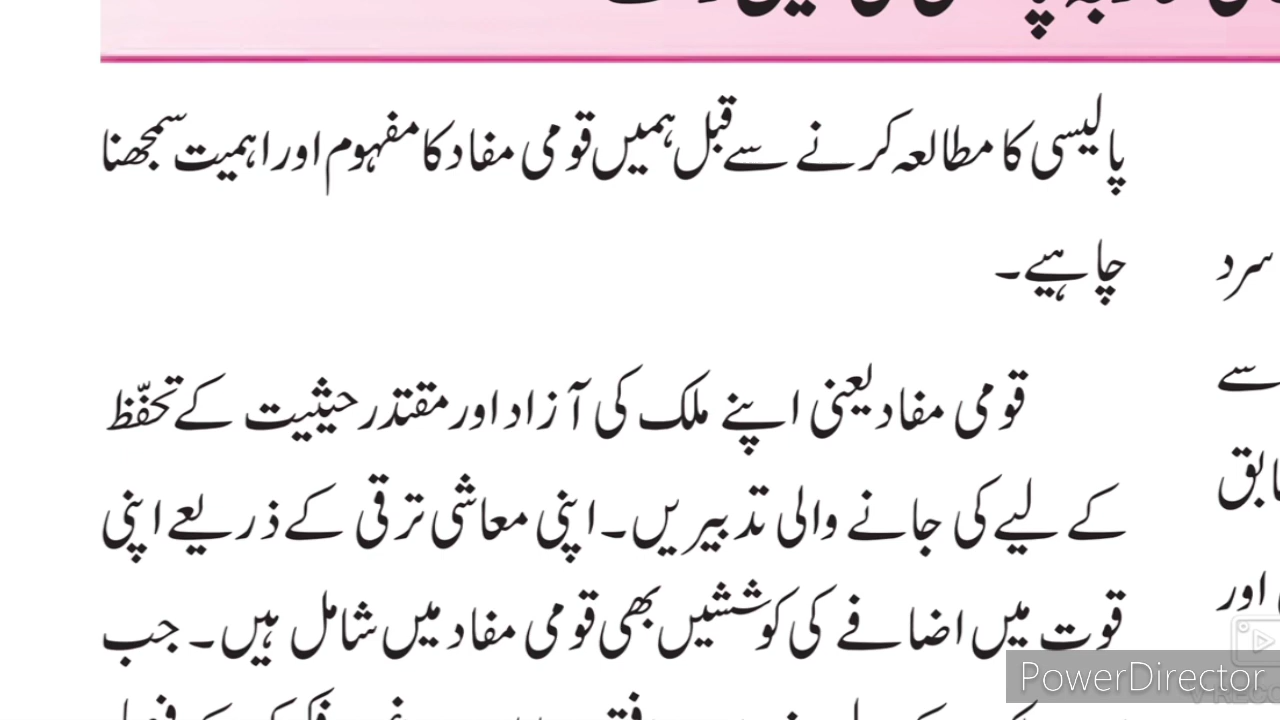 پالیسی کا مطالعہ کرنے سے قبل ہمیں قومی مفاد کا مفہوم اور اہمیت سمجھنا
چاہیے۔
قومی مفاد یعنی اپنے ملک کی آزاد اور مقتدر حیثیت کے تحفّظ
کے لیے کی جانے والی تدبیریں۔ اپنی معاشی ترقی کے ذریعے اپنی
قوت میں اضافے کی کوششیں بھی قومی مفاد میں شامل ہیں۔ جب
سرد
سے
اور
PowerDirector